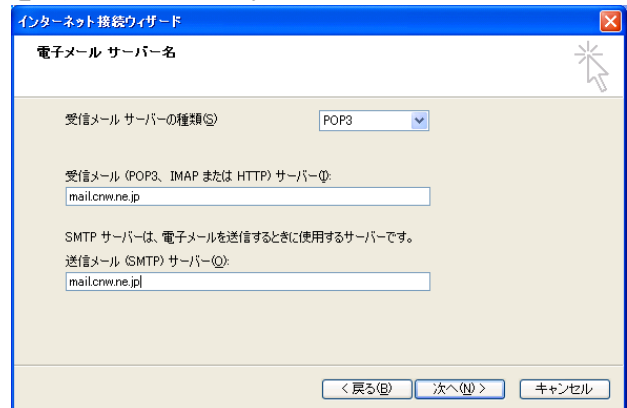 インターネット接続ウィザード
電子メール サーバー名
受信メール サーバーの種類(S) POP3
受信メール (POP3、IMAP または HTTP) サーバー(I):
mail.cnw.ne.jp
SMTP サーバーは、電子メールを送信するときに使用するサーバーです。
送信メール (SMTP) サーバー(O):
mail.cnw.ne.jp
< 戻る(B) 次へ(N) > キャンセル